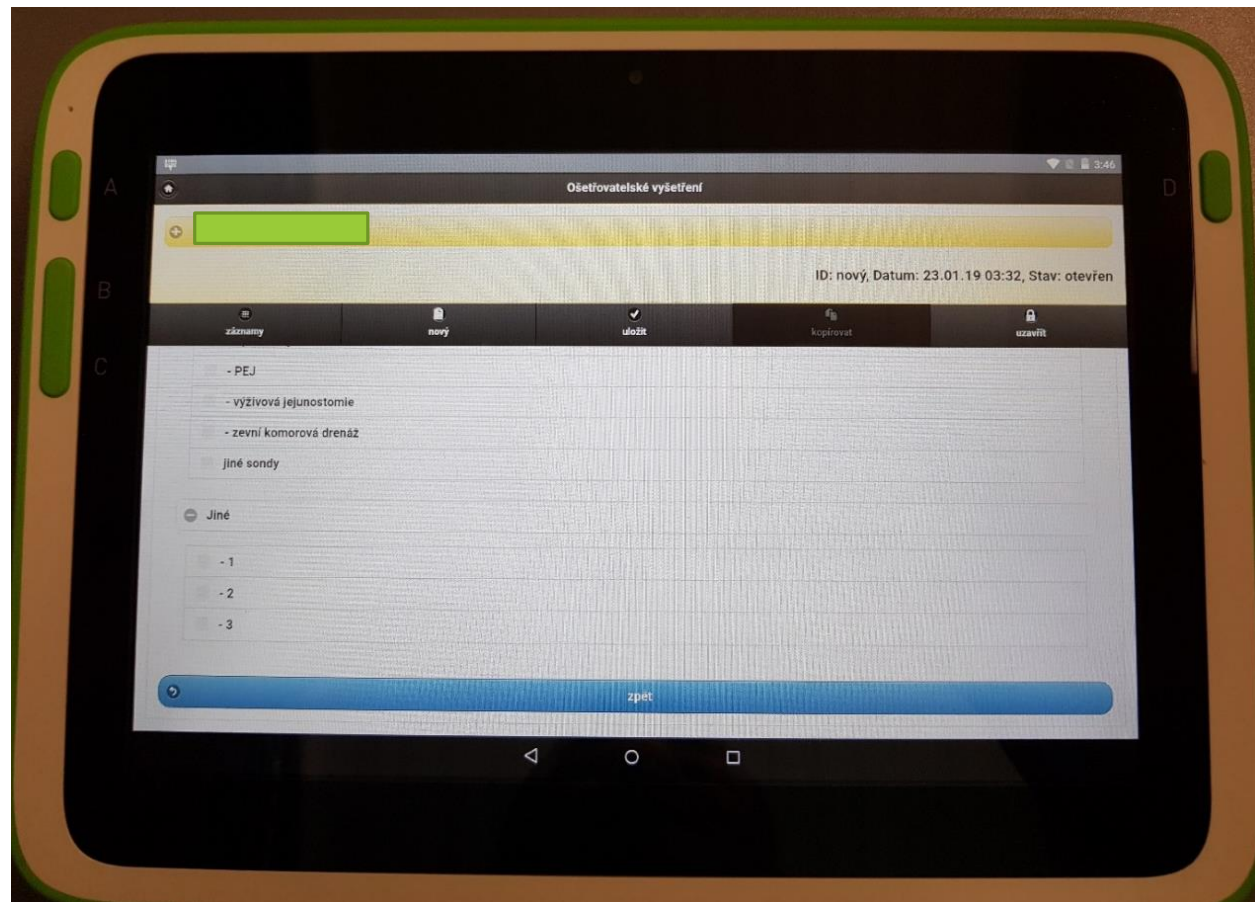 3:46
Ošetřovatelské vyšetření
ID: nový, Datum: 23.01.19 03:32, Stav: otevřen
záznamy nový uložit kopírovat uzavřít
- PEJ
- výživová jejunostomie
- zevní komorová drenáž
jiné sondy
Jiné
- 1
- 2
- 3
zpět
A
B
C
D